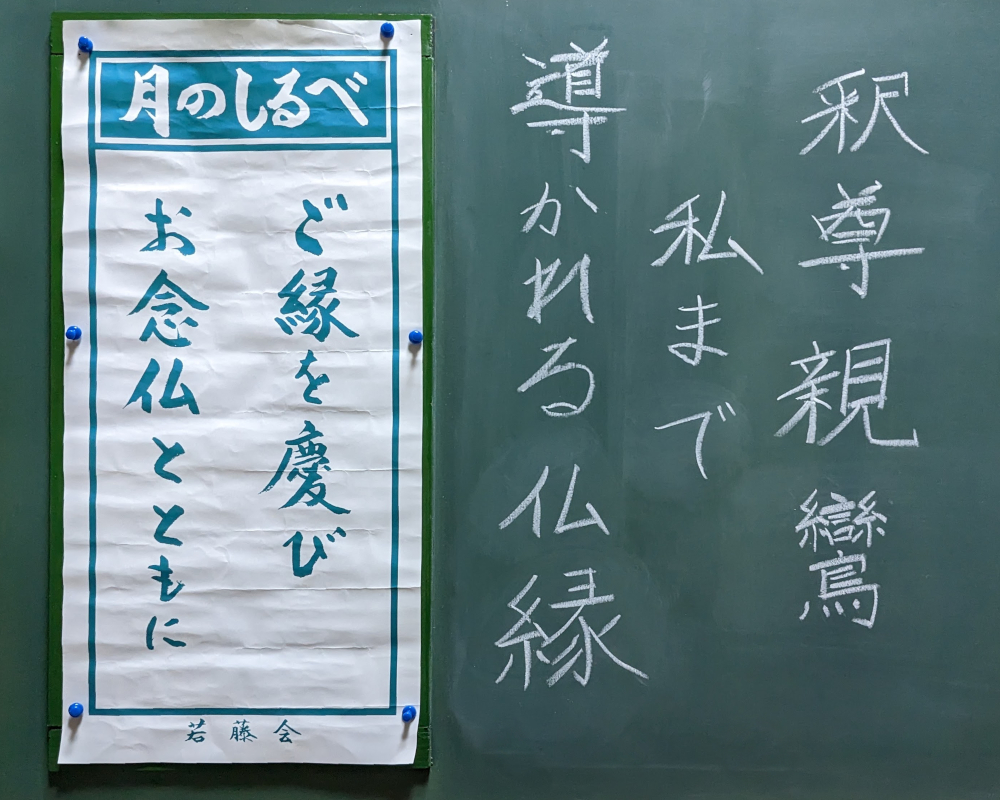 釈尊親鸞
私まで
導かれる仏縁
月のしるべ
ご縁を慶び
お念仏とともに
若藤会